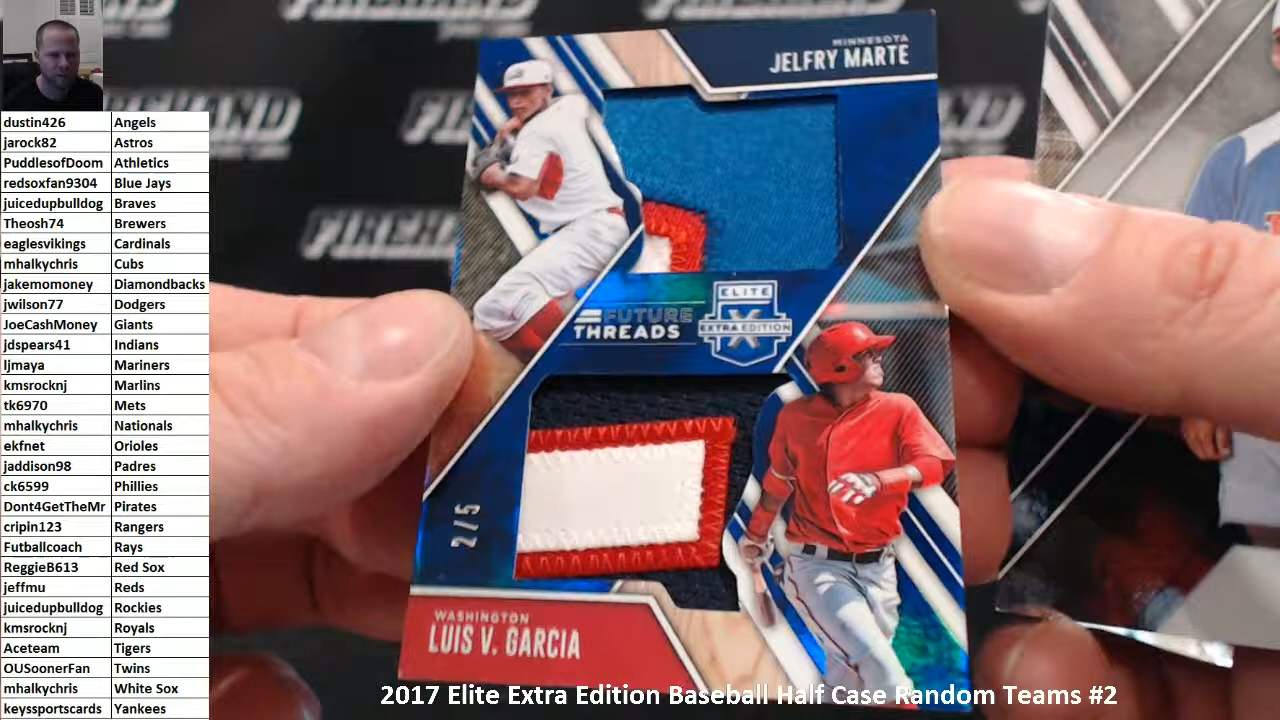 dustin426 Angels
jarock82 Astros
PuddlesofDoom Athletics
redsoxfan9304 Blue Jays
juicedupbulldog Braves
Theosh74 Brewers
eaglesvikings Cardinals
mhalkychris Cubs
jakemomoney Diamondbacks
jwilson77 Dodgers
JoeCashMoney Giants
jdspears41 Indians
ljmaya Mariners
kmsrocknj Marlins
tk6970 Mets
mhalkychris Nationals
ekfnet Orioles
jaddison98 Padres
ck6599 Phillies
Dont4GetTheMr Pirates
cripin123 Rangers
Futballcoach Rays
ReggieB613 Red Sox
jeffmu Reds
juicedupbulldog Rockies
kmsrocknj Royals
Aceteam Tigers
OUSoonerFan Twins
mhalkychris White Sox
keyssportscards Yankees
MINNESOTA
JELFRY MARTE
FUTURE
THREADS
ELITE
EXTRA EDITION
X
2/5
WASHINGTON
LUIS V. GARCIA
FIREHAND
2017 Elite Extra Edition Baseball Half Case Random Teams #2